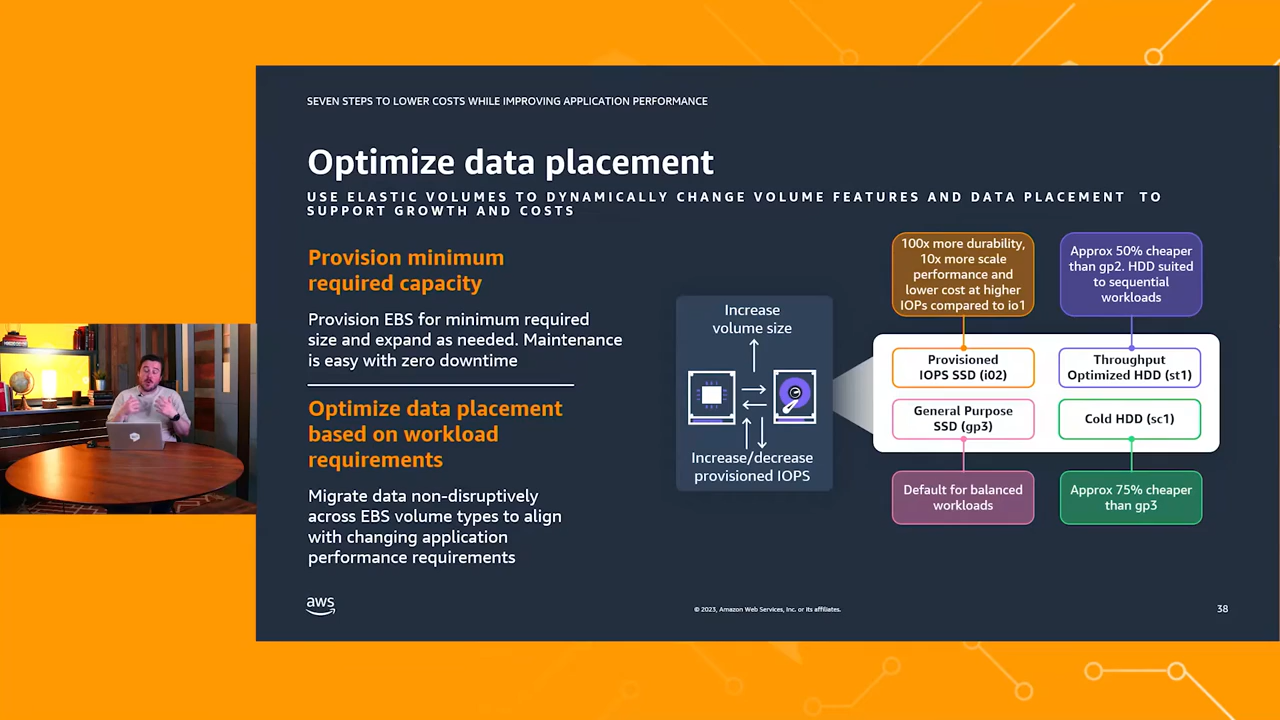 SEVEN STEPS TO LOWER COSTS WHILE IMPROVING APPLICATION PERFORMANCE
Optimize data placement
USE ELASTIC VOLUMES TO DYNAMICALLY CHANGE VOLUME FEATURES AND DATA PLACEMENT TO
SUPPORT GROWTH AND COSTS
Provision minimum
required capacity
Provision EBS for minimum required
size and expand as needed. Maintenance
is easy with zero downtime
Optimize data placement
based on workload
requirements
Migrate data non-disruptively
across EBS volume types to align
with changing application
performance requirements
Increase
volume size
Increase/decrease
provisioned IOPS
100x more durability,
10x more scale
performance and
lower cost at higher
IOPs compared to io1
Approx 50% cheaper
than gp2. HDD suited
to sequential
workloads
Provisioned
IOPS SSD (i02)
Throughput
Optimized HDD (st1)
General Purpose
SSD (gp3)
Cold HDD (sc1)
Default for balanced
workloads
Approx 75% cheaper
than gp3
aws
© 2023, Amazon Web Services, Inc. or its affiliates.
38